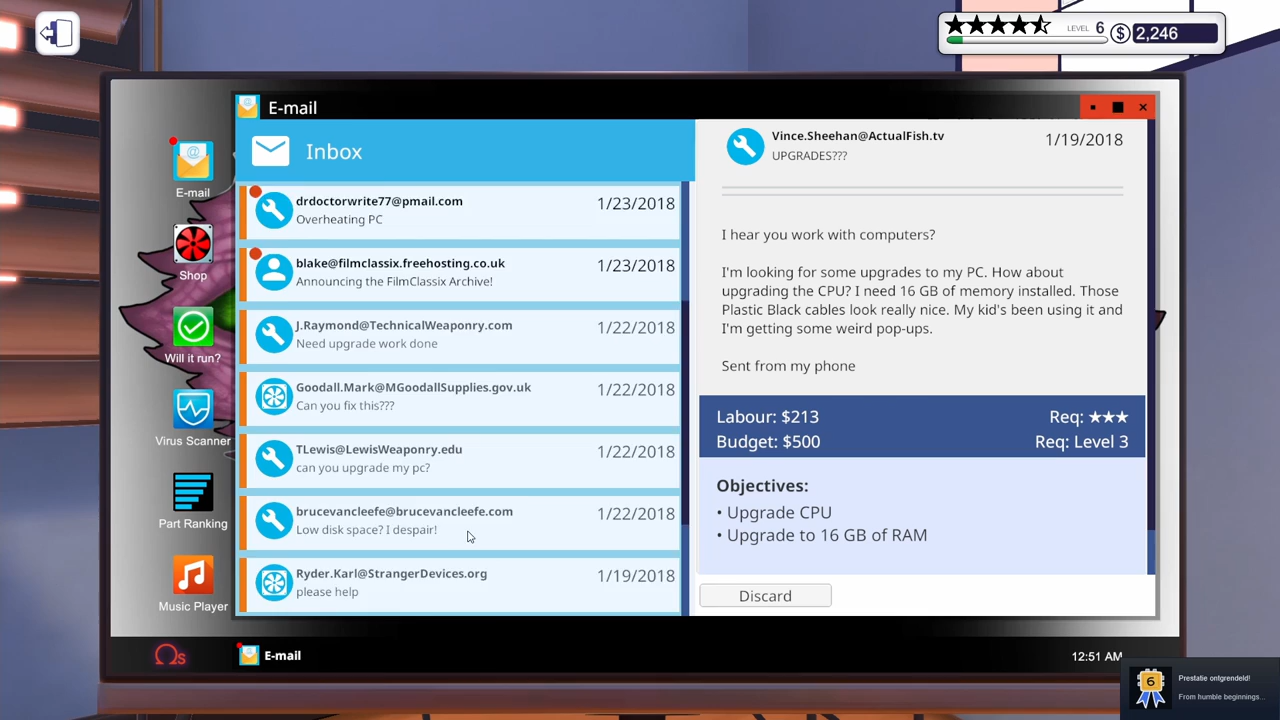 LEVEL 6 $ 2,246
E-mail
Inbox
Vince.Sheehan@ActualFish.tv 1/19/2018
UPGRADES???
E-mail
Shop
Will it run?
Virus Scanner
Part Ranking
Music Player
drdoctorwrite77@pmail.com 1/23/2018
Overheating PC
blake@filmclassix.freehosting.co.uk 1/23/2018
Announcing the FilmClassix Archive!
J.Raymond@TechnicalWeaponry.com 1/22/2018
Need upgrade work done
Goodall.Mark@MGoodallSupplies.gov.uk 1/22/2018
Can you fix this???
TLewis@LewisWeaponry.edu 1/22/2018
can you upgrade my pc?
brucevancleefe@brucevancleefe.com 1/22/2018
Low disk space? I despair!
Ryder.Karl@StrangerDevices.org 1/19/2018
please help
I hear you work with computers?
I'm looking for some upgrades to my PC. How about
upgrading the CPU? I need 16 GB of memory installed. Those
Plastic Black cables look really nice. My kid's been using it and
I'm getting some weird pop-ups.
Sent from my phone
Labour: $213 Req: ★★★
Budget: $500 Req: Level 3
Objectives:
• Upgrade CPU
• Upgrade to 16 GB of RAM
Discard
Ωs E-mail 12:51 AM
6 Prestatie ontgrendeld!
From humble beginnings...